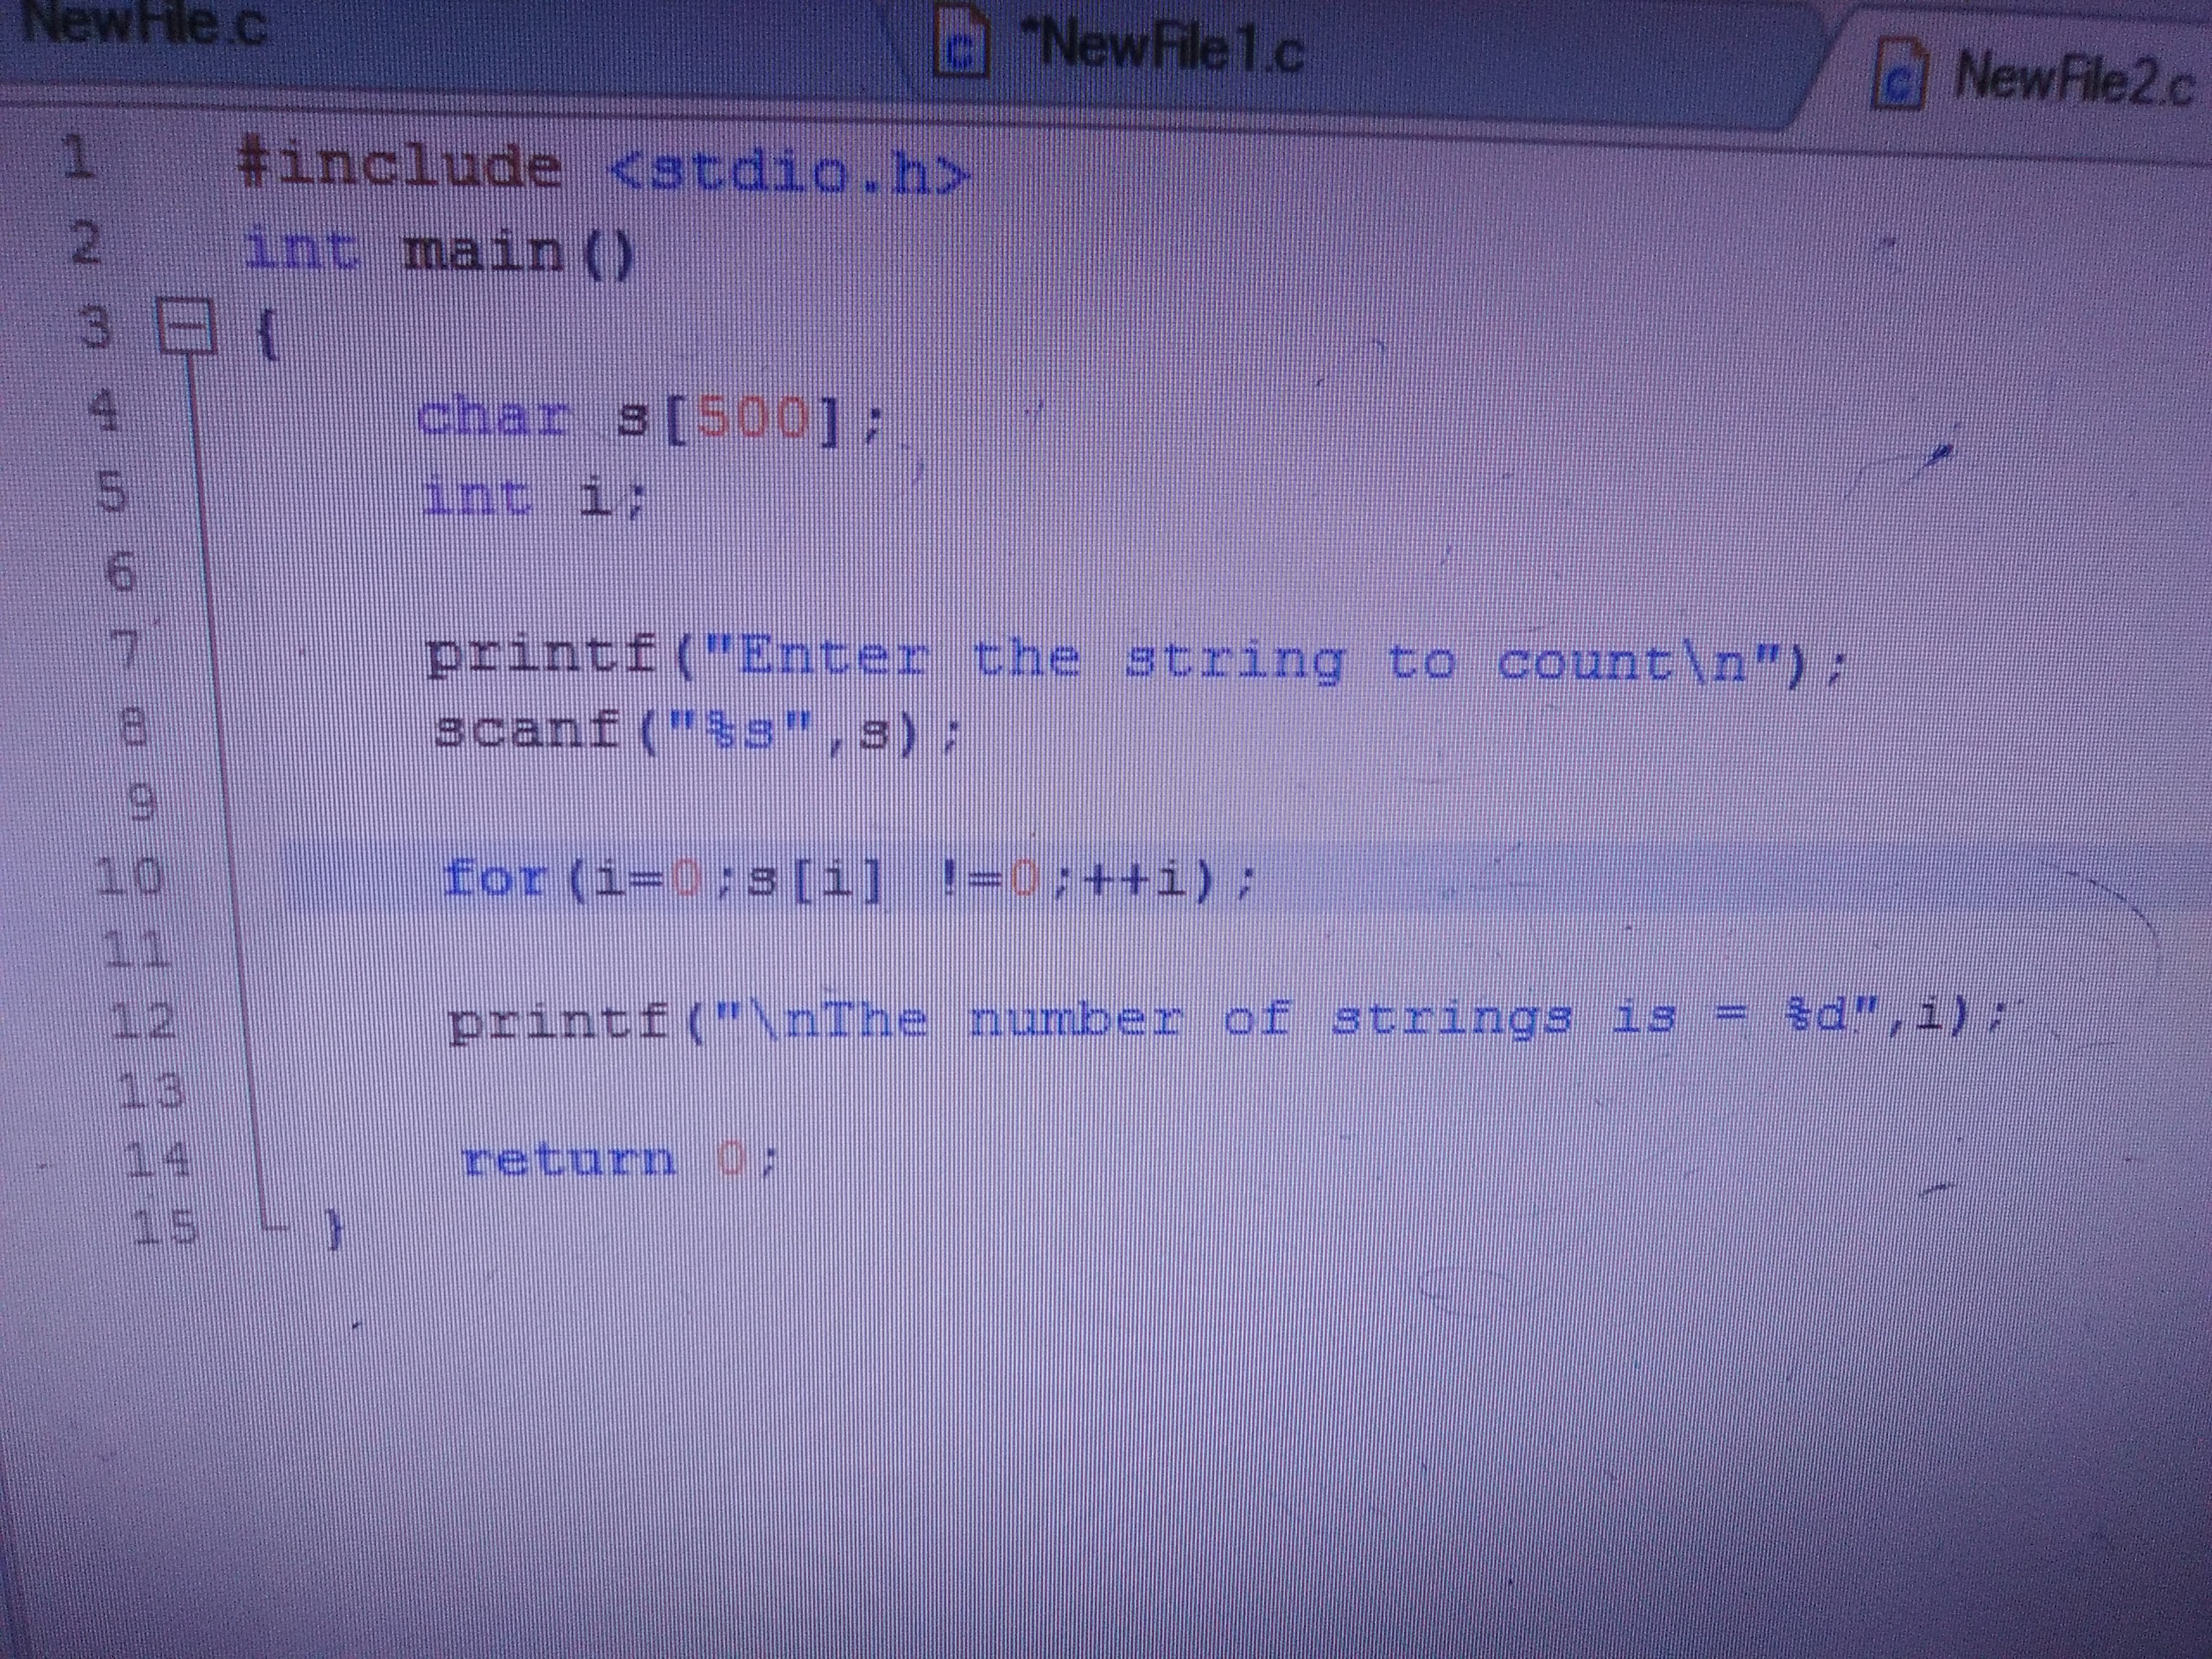 NewFile.c
*NewFile1.c
NewFile2.c
1 #include <stdio.h>
2 int main()
3 {
4 char s[500];
5 int i;
6
7 printf("Enter the string to count\n");
8 scanf("%s",s);
9
10 for(i=0;s[i] !=0;++i);
11
12 printf("\nThe number of strings is = %d",i);
13
14 return 0;
15 }